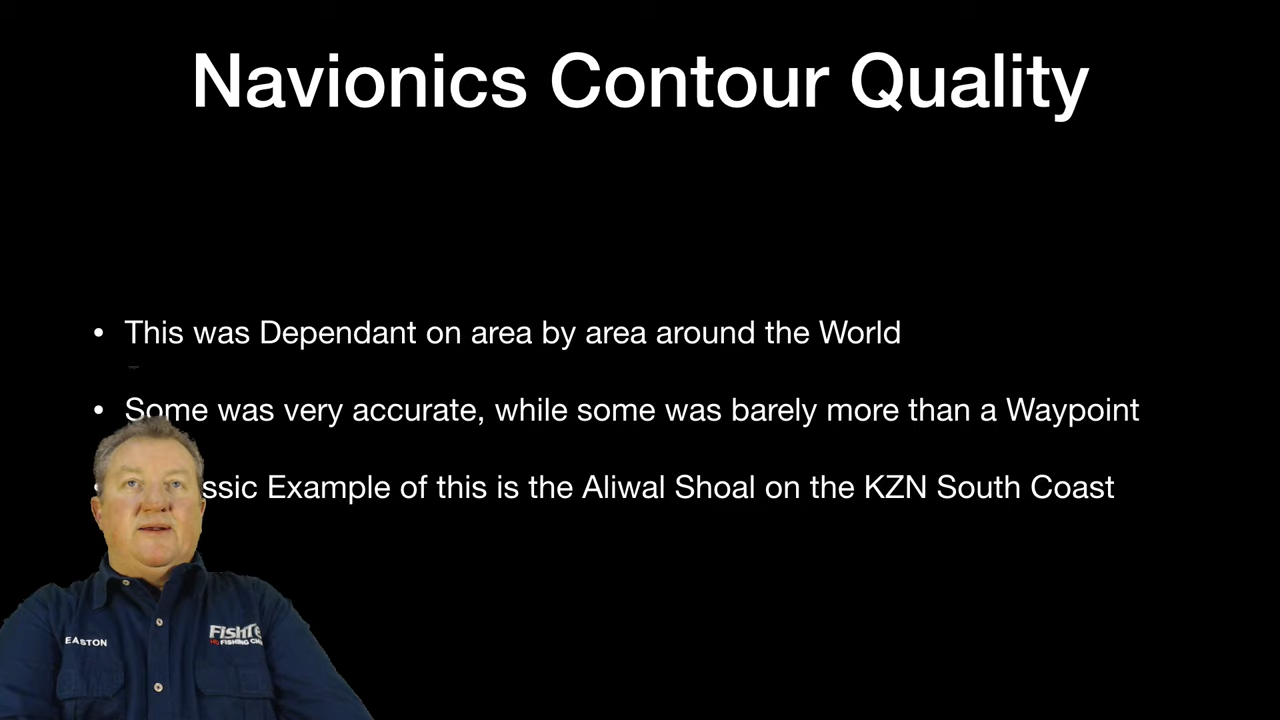 Navionics Contour Quality
• This was Dependant on area by area around the World
• Some was very accurate, while some was barely more than a Waypoint
Example of this is the Aliwal Shoal on the KZN South Coast
EASTON
FISHING